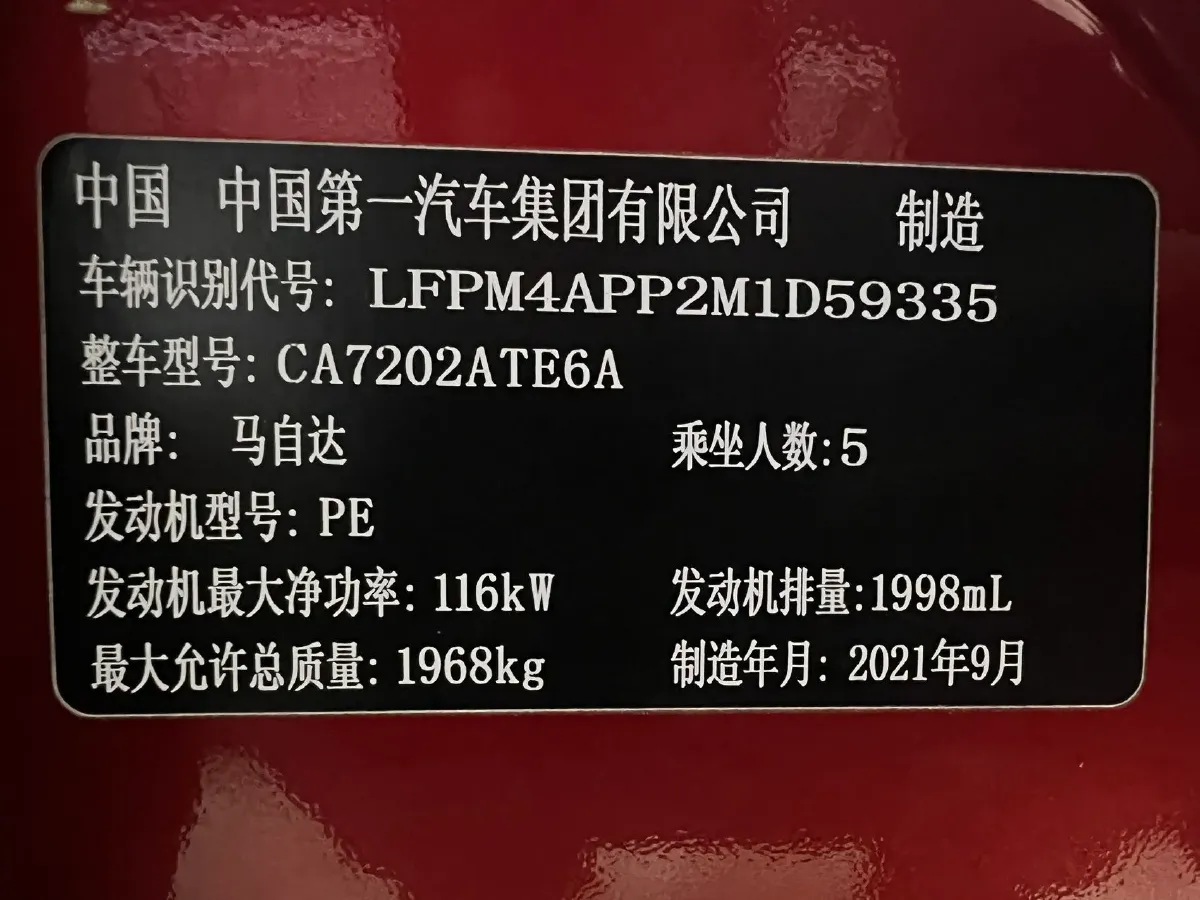 中国 中国第一汽车集团有限公司 制造
车辆识别代号: LFPM4APP2M1D59335
整车型号: CA7202ATE6A
品牌: 马自达 乘坐人数:5
发动机型号: PE
发动机最大净功率: 116kW 发动机排量:1998mL
最大允许总质量: 1968kg 制造年月: 2021年9月